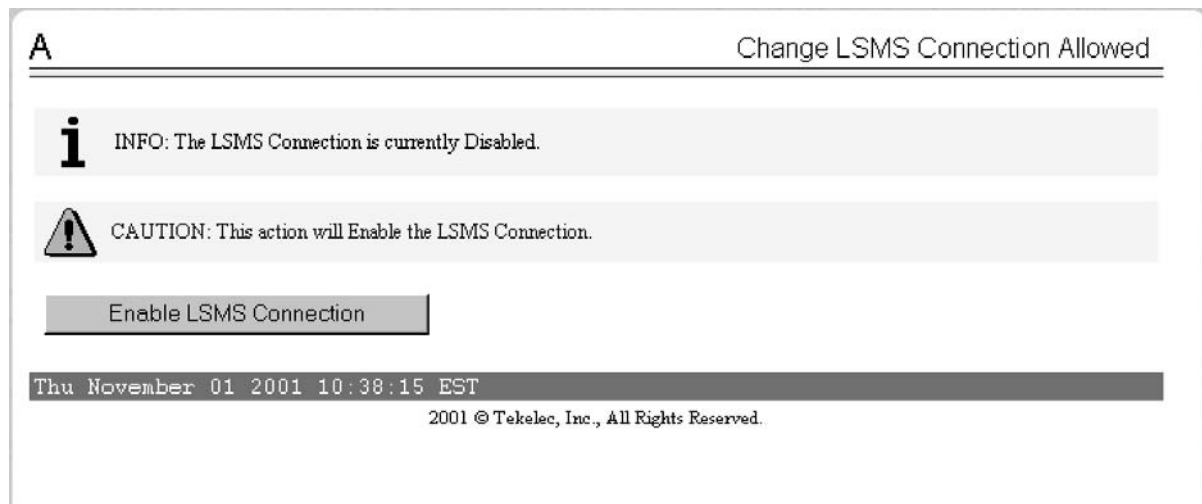 A
Change LSMS Connection Allowed
i
INFO: The LSMS Connection is currently Disabled.
!
CAUTION: This action will Enable the LSMS Connection.
Enable LSMS Connection
Thu November 01 2001 10:38:15 EST
2001 © Tekelec, Inc., All Rights Reserved.